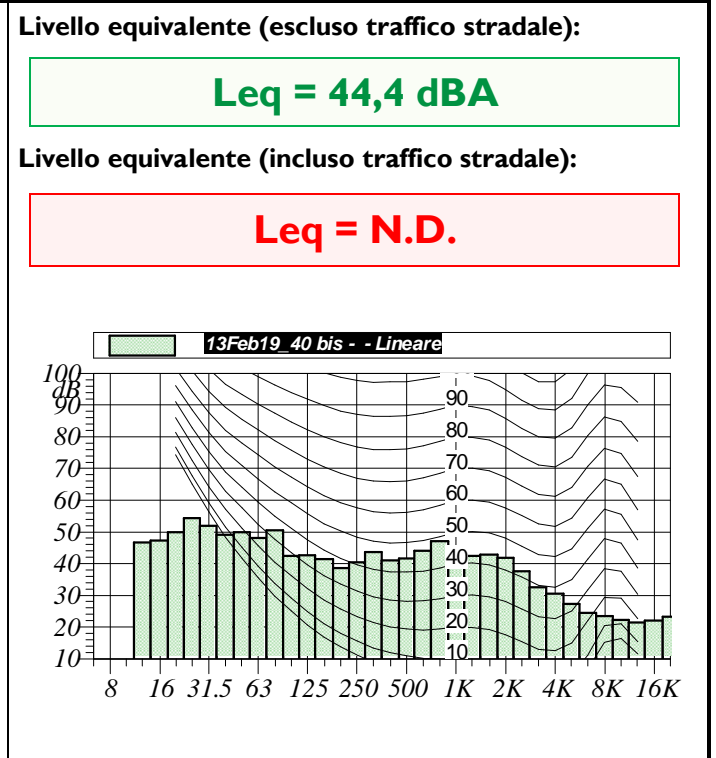 Livello equivalente (escluso traffico stradale):
Leq = 44,4 dBA
Livello equivalente (incluso traffico stradale):
Leq = N.D.
13Feb19_40 bis - - Lineare
100
dB
90
80
70
60
50
40
30
20
10
90
80
70
60
50
40
30
20
10
8 16 31.5 63 125 250 500 1K 2K 4K 8K 16K